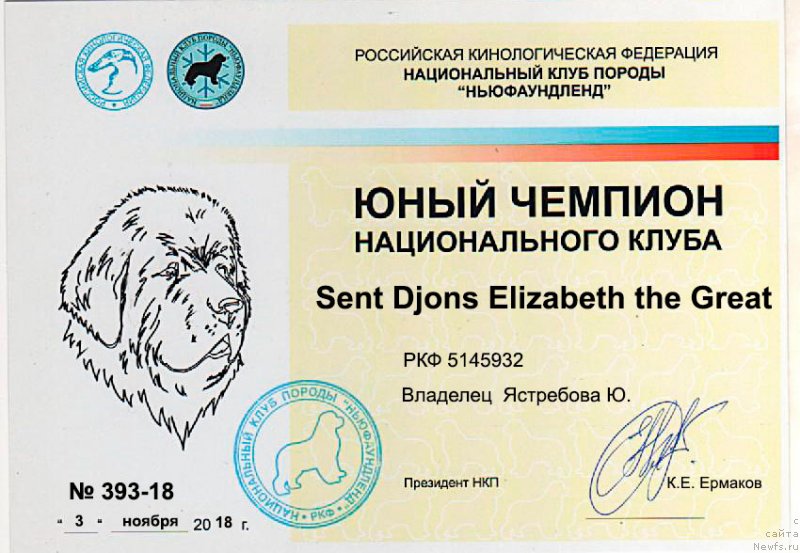 РОССИЙСКАЯ КИНОЛОГИЧЕСКАЯ ФЕДЕРАЦИЯ
НАЦИОНАЛЬНЫЙ КЛУБ ПОРОДЫ
"НЬЮФАУНДЛЕНД"
ЮНЫЙ ЧЕМПИОН
НАЦИОНАЛЬНОГО КЛУБА
Sent Djons Elizabeth the Great
РКФ 5145932
Владелец Ястребова Ю.
НАЦИОНАЛЬНЫЙ КЛУБ ПОРОДЫ "НЬЮФАУНДЛЕНД" • РКФ •
Президент НКП
К.Е. Ермаков
№ 393-18
" 3 " ноября 2018 г.
с
сайта
Newfs.ru